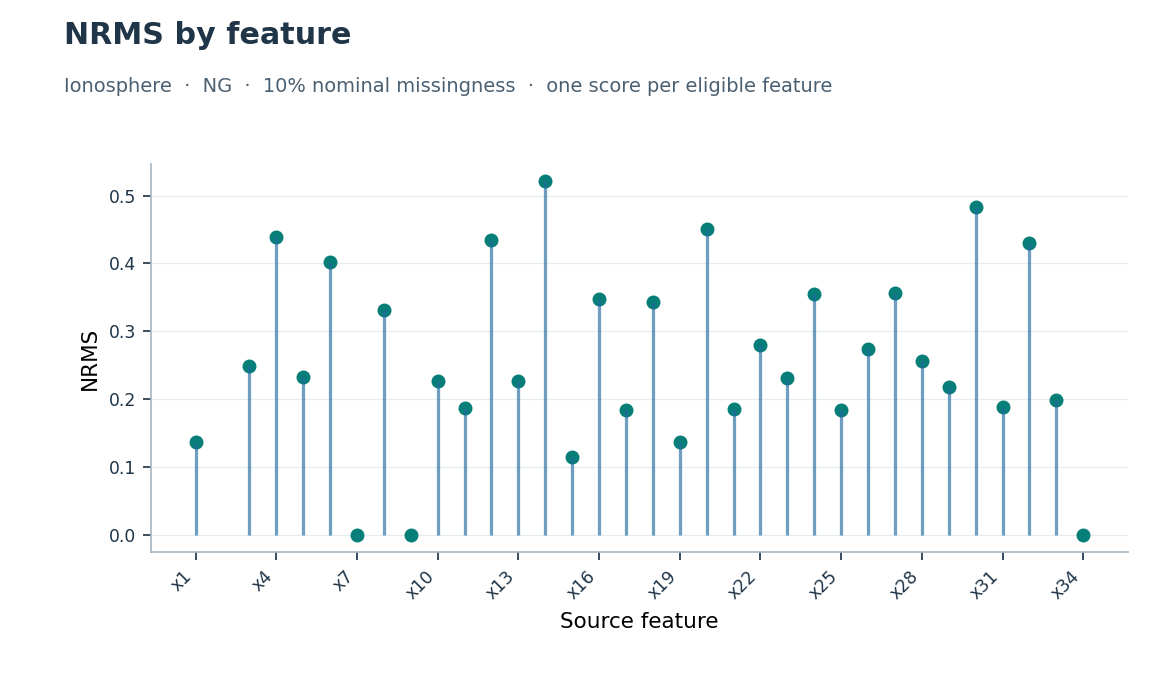 NRMS by feature
Ionosphere · NG · 10% nominal missingness · one score per eligible feature
0.5
0.4
0.3
0.2
0.1
0.0
NRMS
x1 x4 x7 x10 x13 x16 x19 x22 x25 x28 x31 x34
Source feature